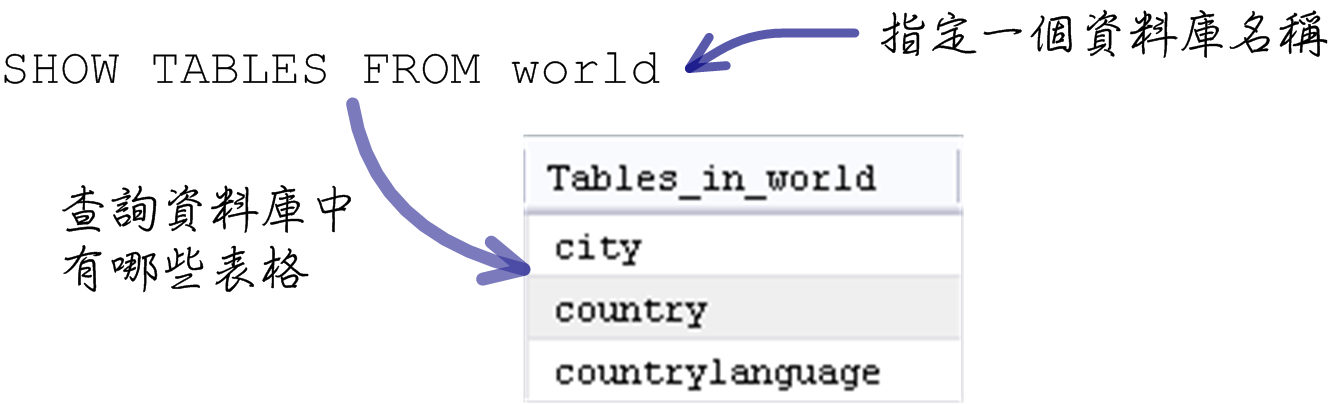 SHOW TABLES FROM world
指定一個資料庫名稱
查詢資料庫中
有哪些表格
Tables_in_world
city
country
countrylanguage